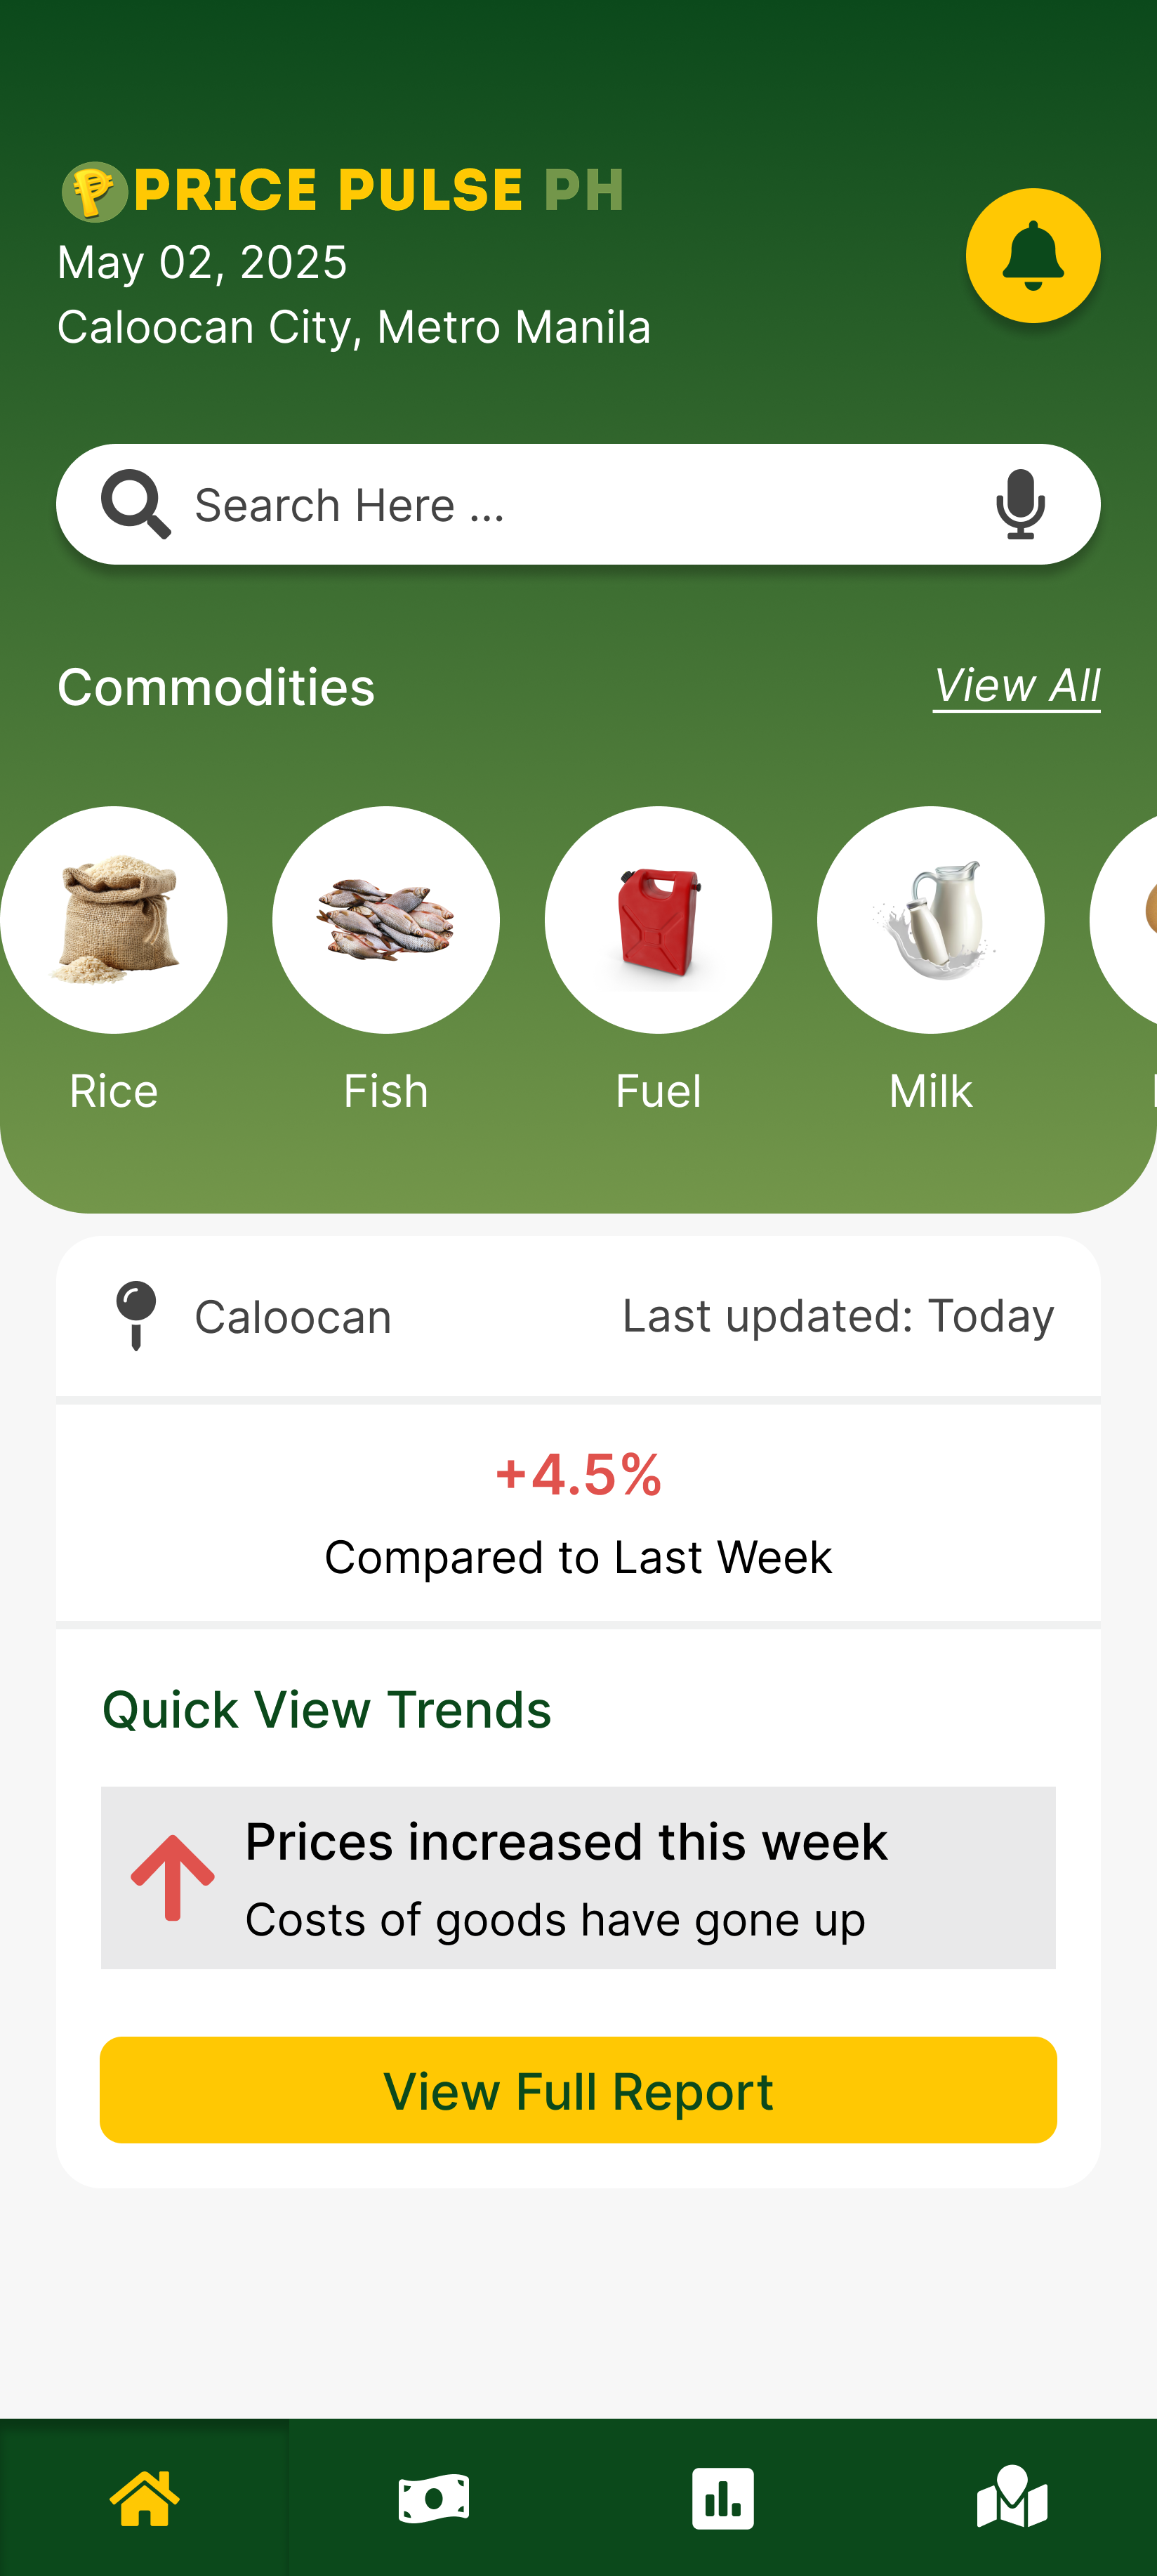 PRICE PULSE PH
May 02, 2025
Caloocan City, Metro Manila
Search Here ...
Commodities
View All
Rice
Fish
Fuel
Milk
Caloocan
Last updated: Today
+4.5%
Compared to Last Week
Quick View Trends
Prices increased this week
Costs of goods have gone up
View Full Report